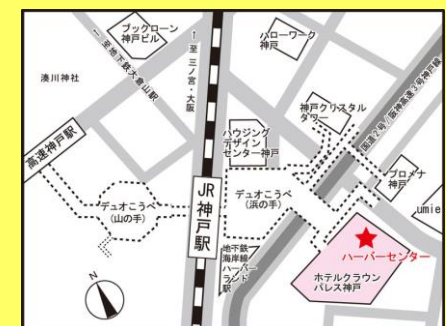 ブックローン
神戸ビル
← 至地下鉄大倉山駅
↑
至 三ノ宮・大阪
ハローワーク
神戸
湊川神社
高速神戸駅
ハウジング
デザイン
センター神戸
神戸クリスタル
タワー
国道2号/阪神高速3号神戸線
プロメナ
神戸
umie
デュオこうべ
(山の手)
JR
神戸駅
デュオこうべ
(浜の手)
地下鉄
海岸線
ハーバー
ランド
駅
ハーバーセンター
ホテルクラウン
パレス神戸
N